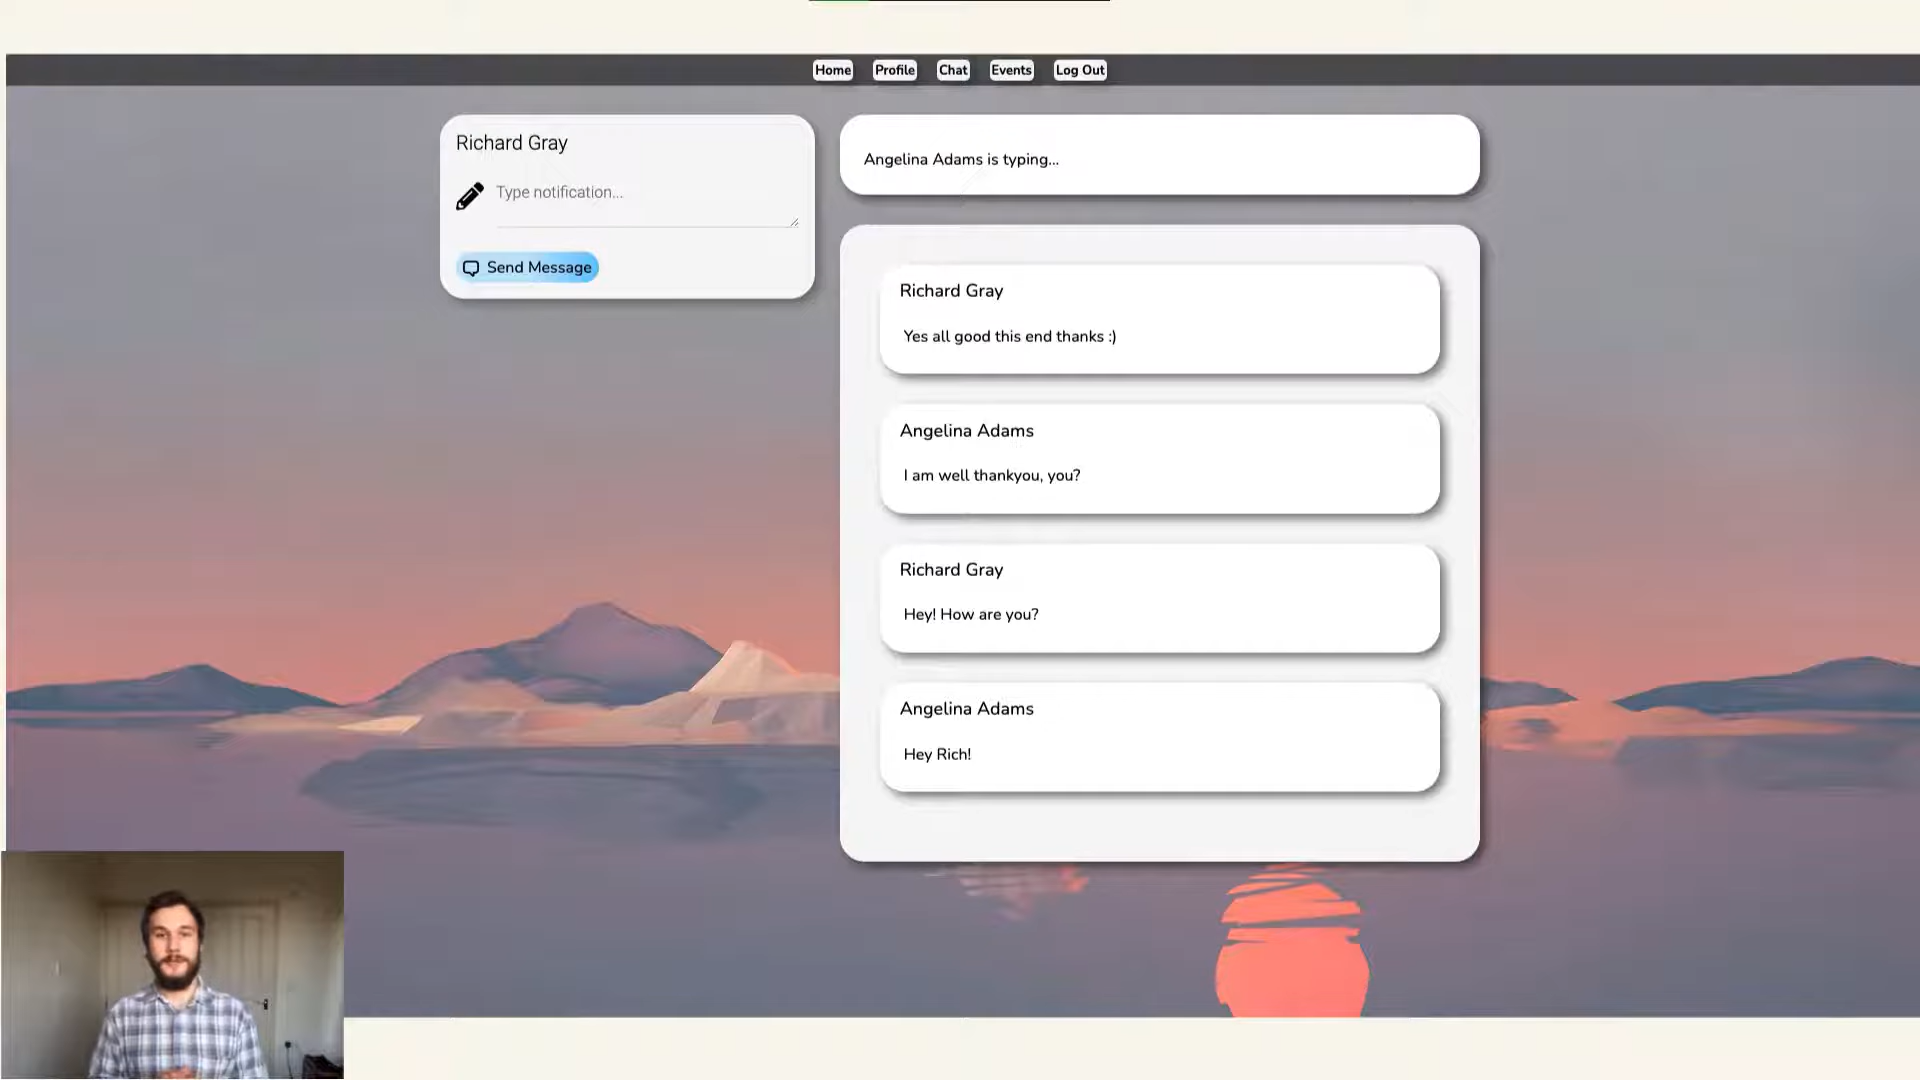 Home Profile Chat Events Log Out
Richard Gray
Type notification...
Send Message
Angelina Adams is typing...
Richard Gray
Yes all good this end thanks :)
Angelina Adams
I am well thankyou, you?
Richard Gray
Hey! How are you?
Angelina Adams
Hey Rich!